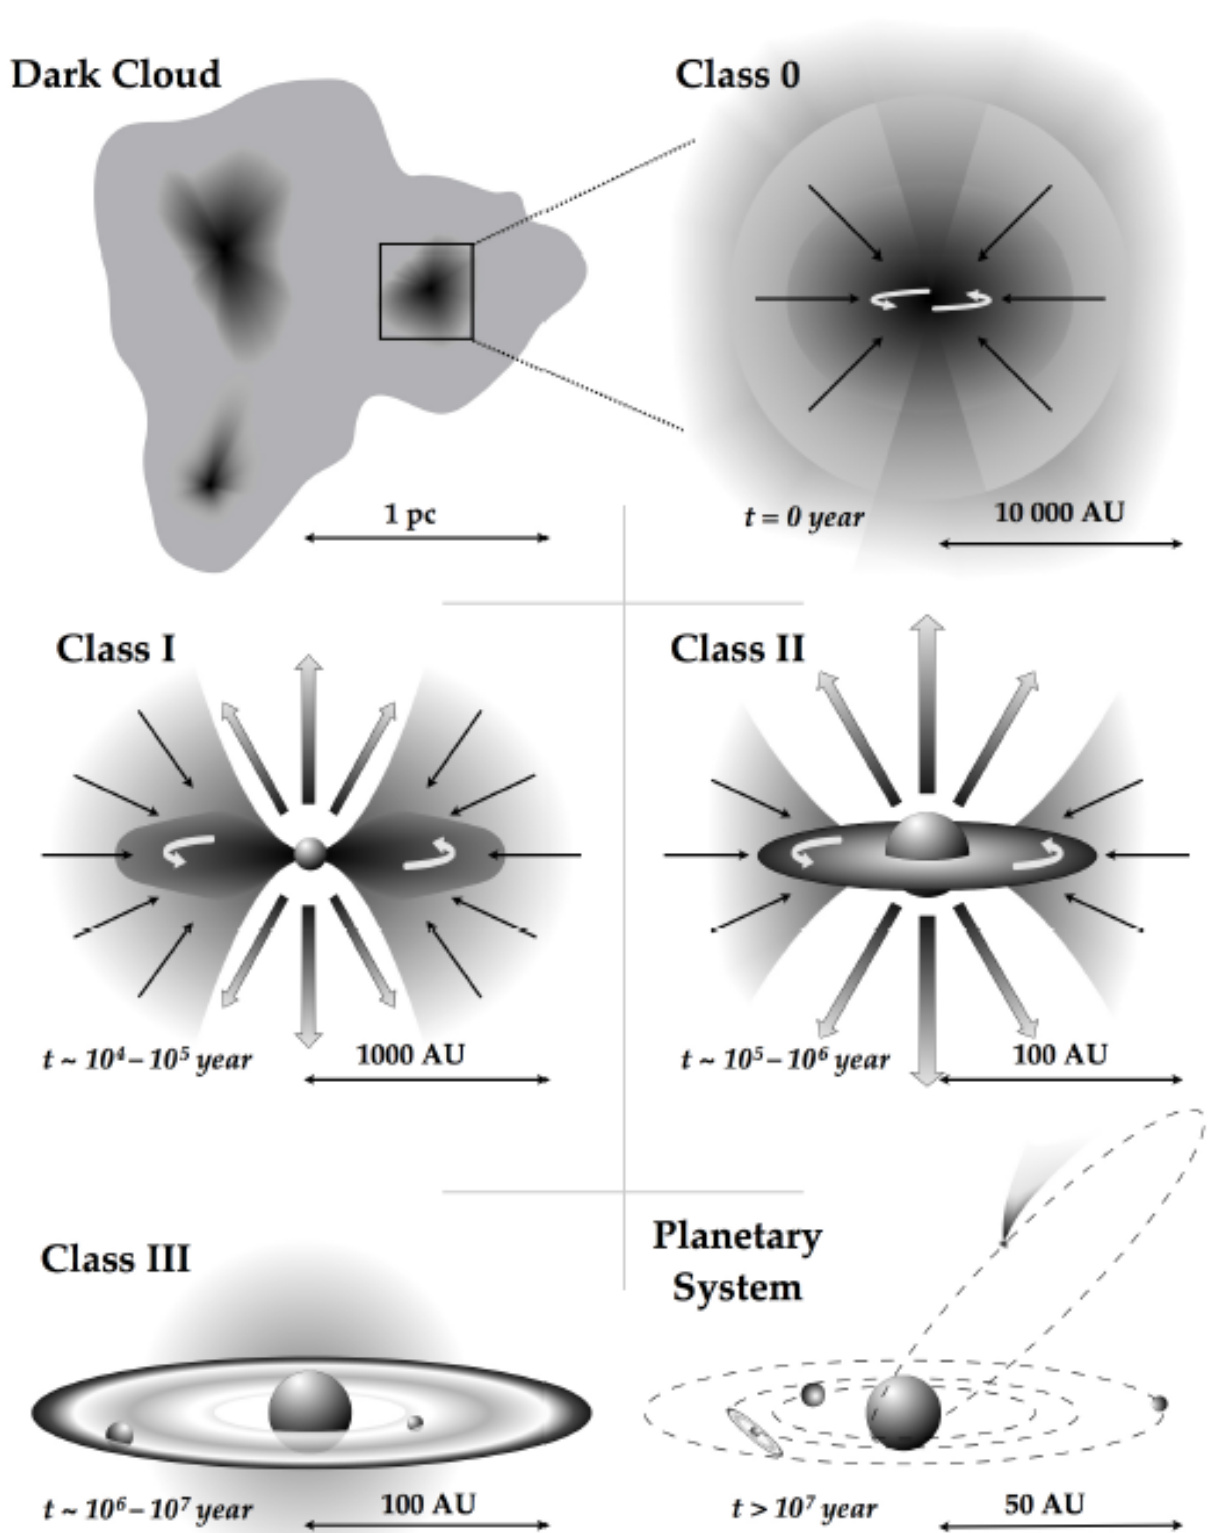 Dark Cloud
Class 0
1 pc
t = 0 year
10 000 AU
Class I
Class II
t ~ 10⁴ – 10⁵ year
1000 AU
t ~ 10⁵ – 10⁶ year
100 AU
Class III
Planetary
System
t ~ 10⁶ – 10⁷ year
100 AU
t > 10⁷ year
50 AU